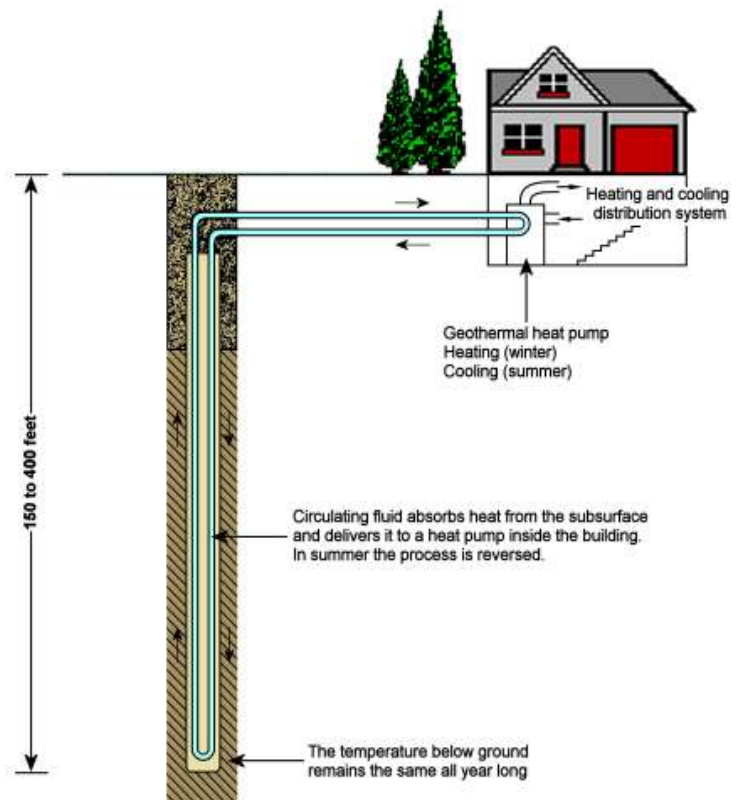 Heating and cooling
distribution system
Geothermal heat pump
Heating (winter)
Cooling (summer)
150 to 400 feet
Circulating fluid absorbs heat from the subsurface
and delivers it to a heat pump inside the building.
In summer the process is reversed.
The temperature below ground
remains the same all year long